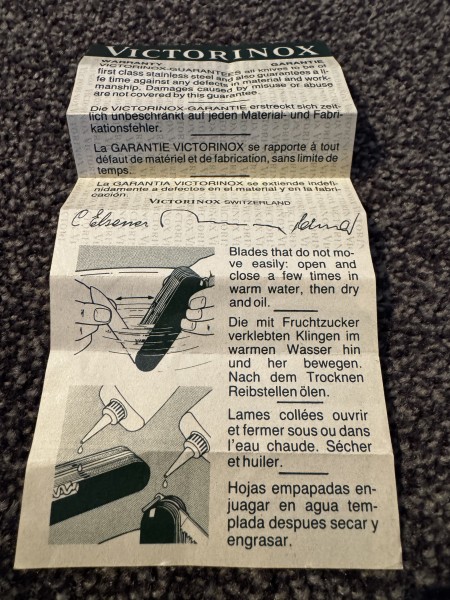 VICTORINOX
WARRANTY GARANTIE
VICTORINOX-GUARANTEES all knives to be of
first class stainless steel and also guarantees a li-
fe time against any defects in material and work-
manship. Damages caused by misuse or abuse
are not covered by this guarantee.
Die VICTORINOX-GARANTIE erstreckt sich zeit-
lich unbeschränkt auf jeden Material- und Fabri-
kationsfehler.
La GARANTIE VICTORINOX se rapporte à tout
défaut de matériel et de fabrication, sans limite de
temps.
La GARANTIA VICTORINOX se extiende indefi-
nidamente a defectos en el material y en la fabri-
cación.
VICTORINOX SWITZERLAND
C. Elsener
Blades that do not mo-
ve easily: open and
close a few times in
warm water, then dry
and oil.
Die mit Fruchtzucker
verklebten Klingen im
warmen Wasser hin
und her bewegen.
Nach dem Trocknen
Reibstellen ölen.
Lames collées ouvrir
et fermer sous ou dans
l'eau chaude. Sécher
et huiler.
Hojas empapadas en-
juagar en agua tem-
plada despues secar y
engrasar.